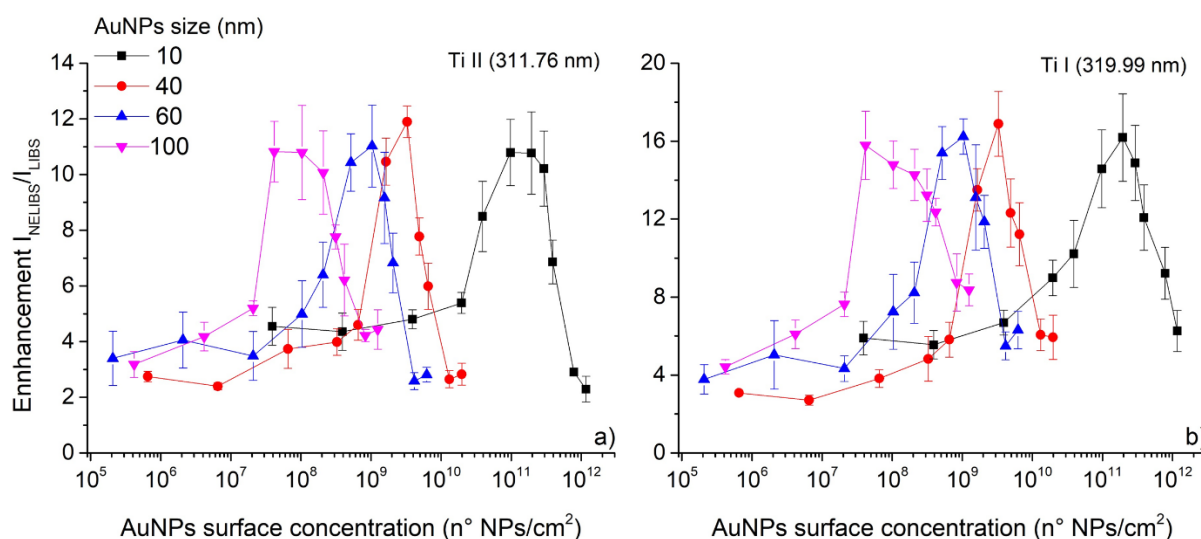 AuNPs size (nm)
10
40
60
100
Ti II (311.76 nm)
14
12
10
8
6
4
2
0
Ennhancement I_NELIBS/I_LIBS
a)
10^5 10^6 10^7 10^8 10^9 10^10 10^11 10^12
AuNPs surface concentration (n° NPs/cm^2)
Ti I (319.99 nm)
20
16
12
8
4
0
b)
10^5 10^6 10^7 10^8 10^9 10^10 10^11 10^12
AuNPs surface concentration (n° NPs/cm^2)